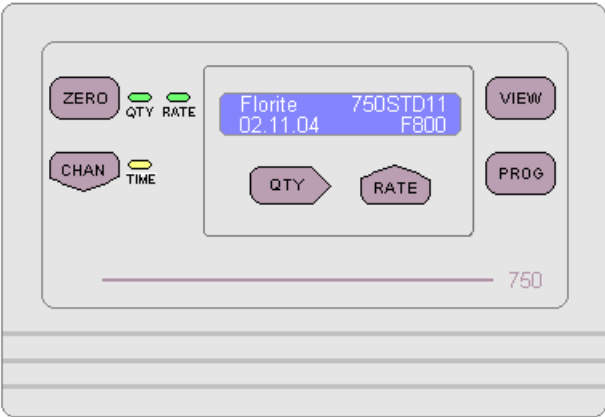 ZERO
QTY RATE
Florite 750STD11
02.11.04 F800
VIEW
CHAN
TIME
QTY
RATE
PROG
750